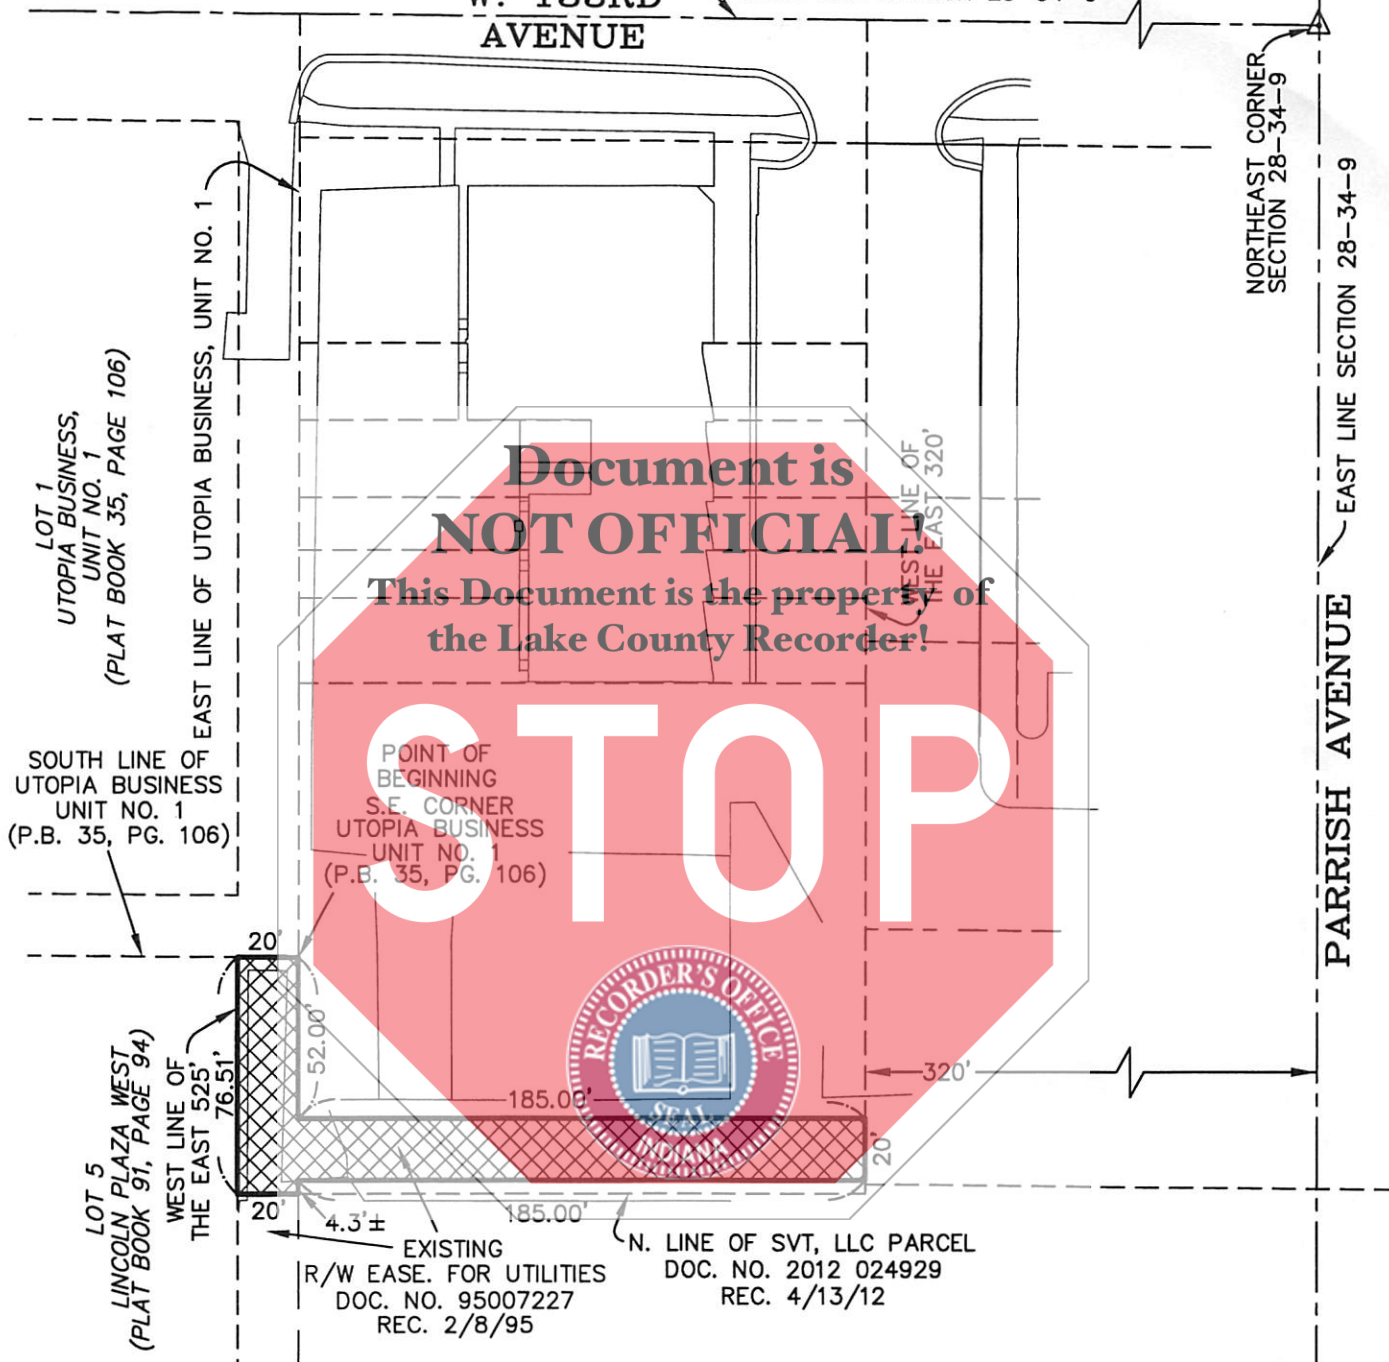 AVENUE
NORTHEAST CORNER
SECTION 28-34-9
EAST LINE SECTION 28-34-9
EAST LINE OF UTOPIA BUSINESS, UNIT NO. 1
LOT 1
UTOPIA BUSINESS,
UNIT NO. 1
(PLAT BOOK 35, PAGE 106)
WEST LINE OF
THE EAST 320'
Document is
NOT OFFICIAL!
This Document is the property of
the Lake County Recorder!
STOP
PARRISH AVENUE
SOUTH LINE OF
UTOPIA BUSINESS
UNIT NO. 1
(P.B. 35, PG. 106)
POINT OF
BEGINNING
S.E. CORNER
UTOPIA BUSINESS
UNIT NO. 1
(P.B. 35, PG. 106)
20'
52.00'
76.51'
WEST LINE OF
THE EAST 525'
LOT 5
LINCOLN PLAZA WEST
(PLAT BOOK 91, PAGE 94)
RECORDER'S OFFICE
SEAL
INDIANA
185.00'
320'
20'
20'
4.3'±
185.00'
EXISTING
R/W EASE. FOR UTILITIES
DOC. NO. 95007227
REC. 2/8/95
N. LINE OF SVT, LLC PARCEL
DOC. NO. 2012 024929
REC. 4/13/12